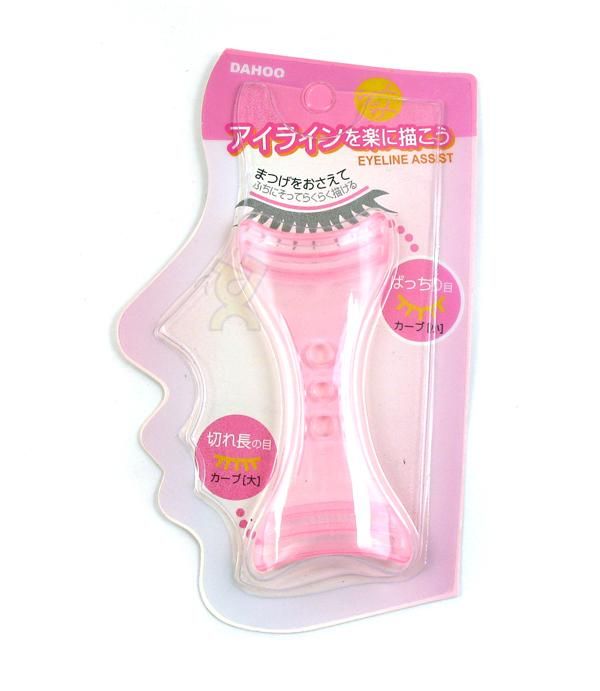 DAHOO
アイラインを楽に描こう
EYELINE ASSIST
まつげをおさえて
ふちにそってらくらく描ける
ぱっちり目
カーブ[小]
切れ長の目
カーブ[大]